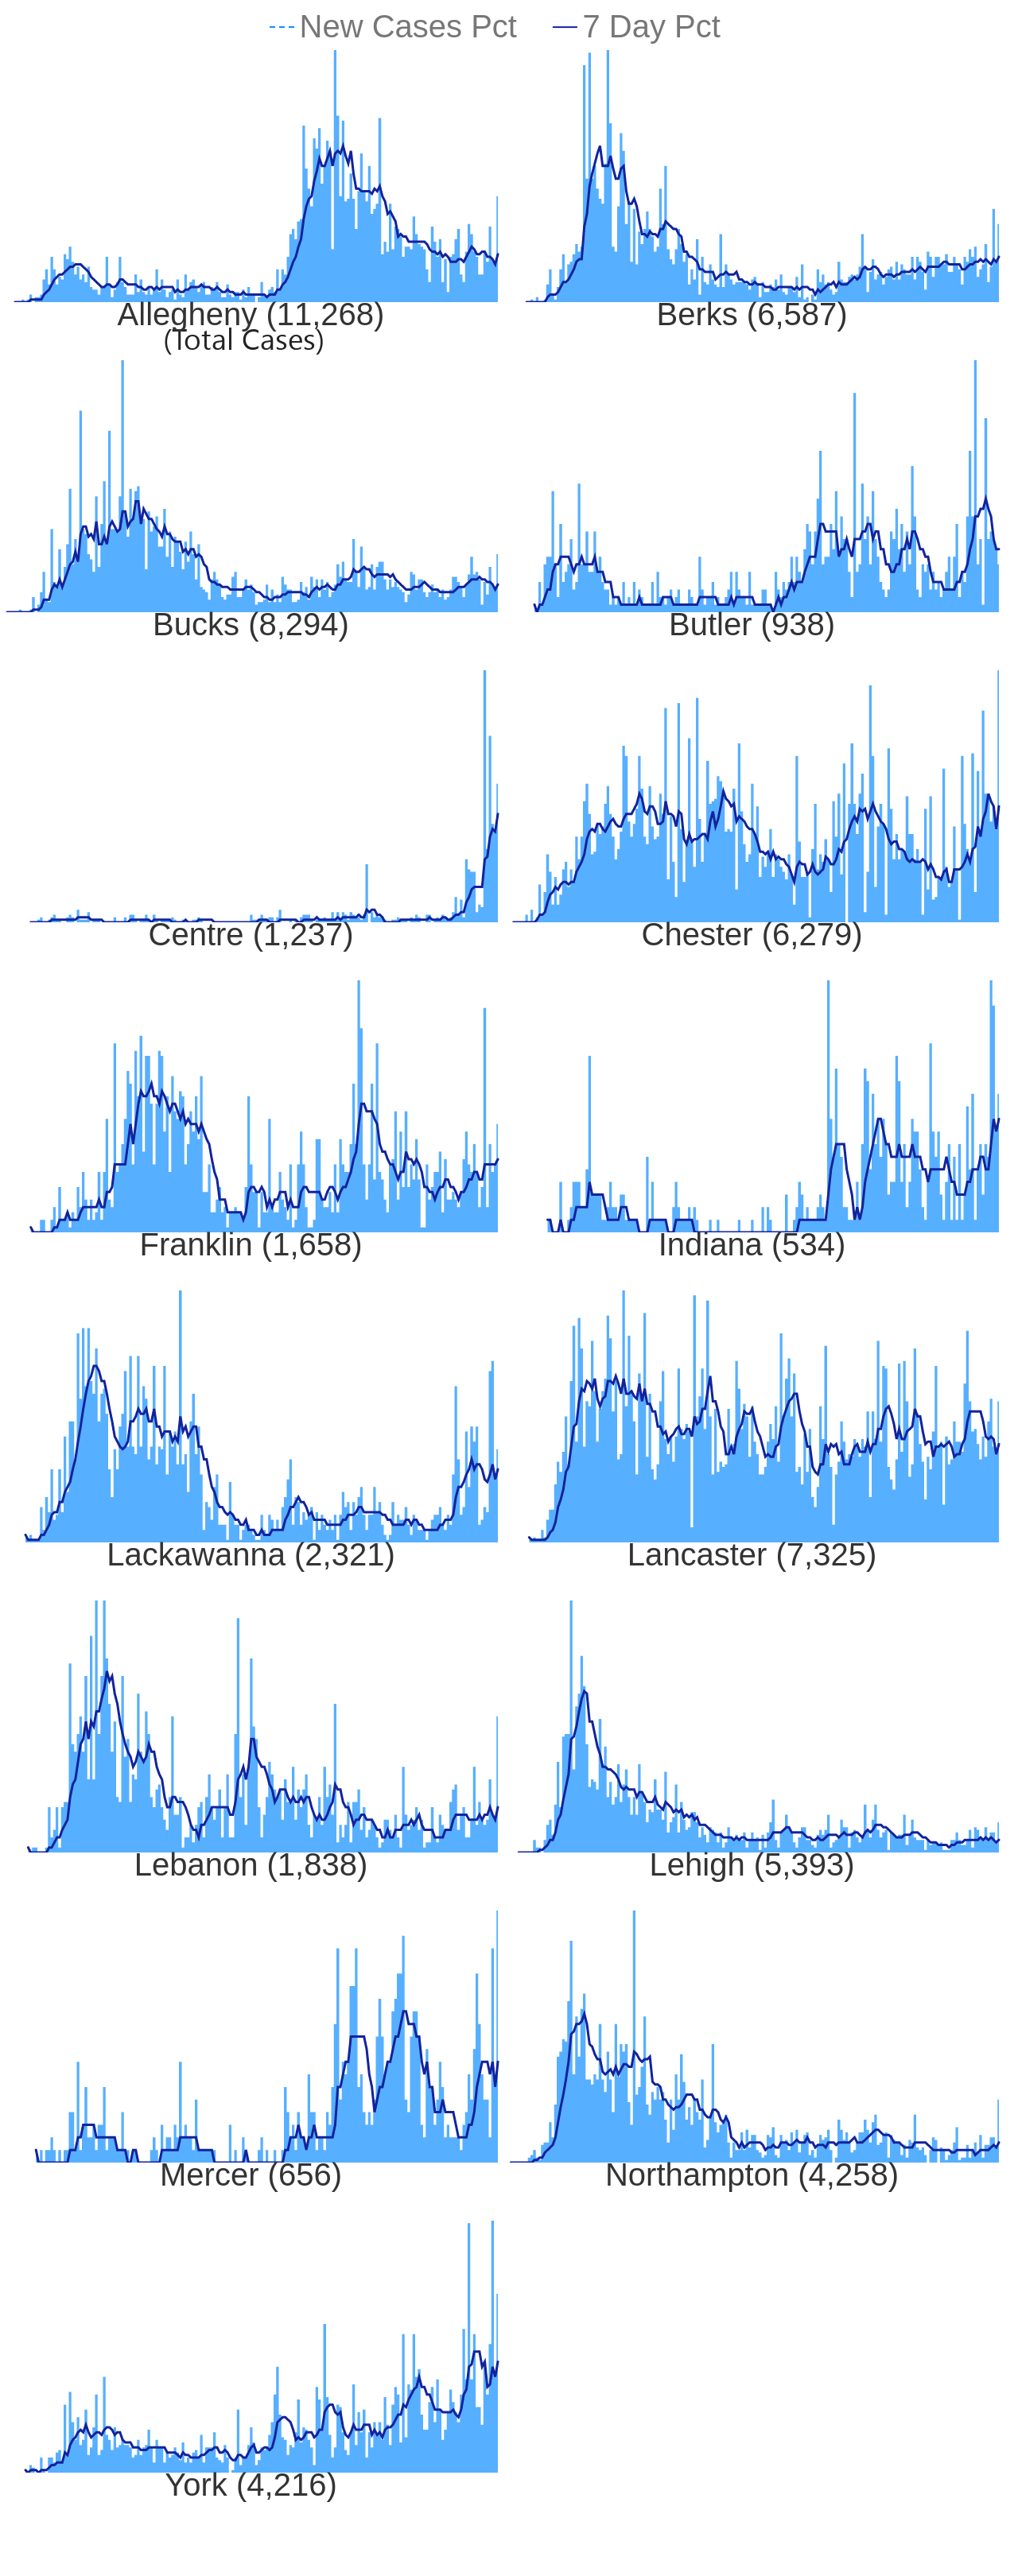 New Cases Pct 7 Day Pct
Allegheny (11,268) Berks (6,587)
(Total Cases)
Bucks (8,294) Butler (938)
Centre (1,237) Chester (6,279)
Franklin (1,658) Indiana (534)
Lackawanna (2,321) Lancaster (7,325)
Lebanon (1,838) Lehigh (5,393)
Mercer (656) Northampton (4,258)
York (4,216)